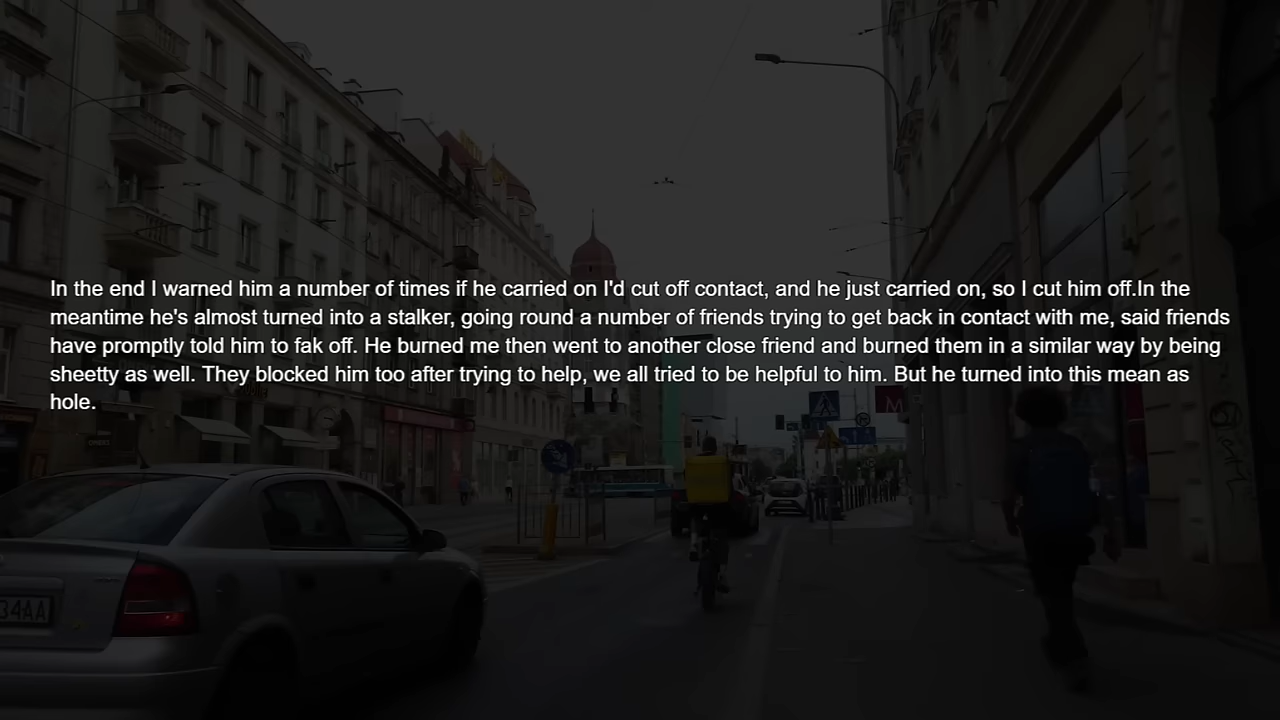 In the end I warned him a number of times if he carried on I'd cut off contact, and he just carried on, so I cut him off.In the
meantime he's almost turned into a stalker, going round a number of friends trying to get back in contact with me, said friends
have promptly told him to fak off. He burned me then went to another close friend and burned them in a similar way by being
sheetty as well. They blocked him too after trying to help, we all tried to be helpful to him. But he turned into this mean as
hole.
34AA
M